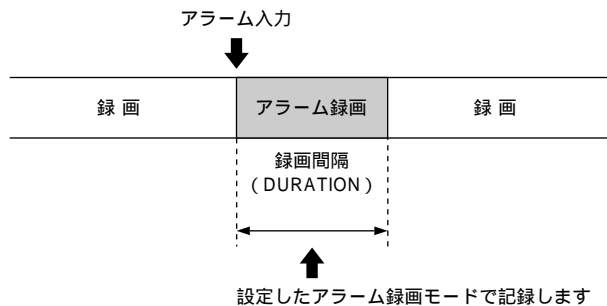 アラーム入力
録 画
アラーム録画
録 画
録画間隔
(DURATION)
設定したアラーム録画モードで記録します